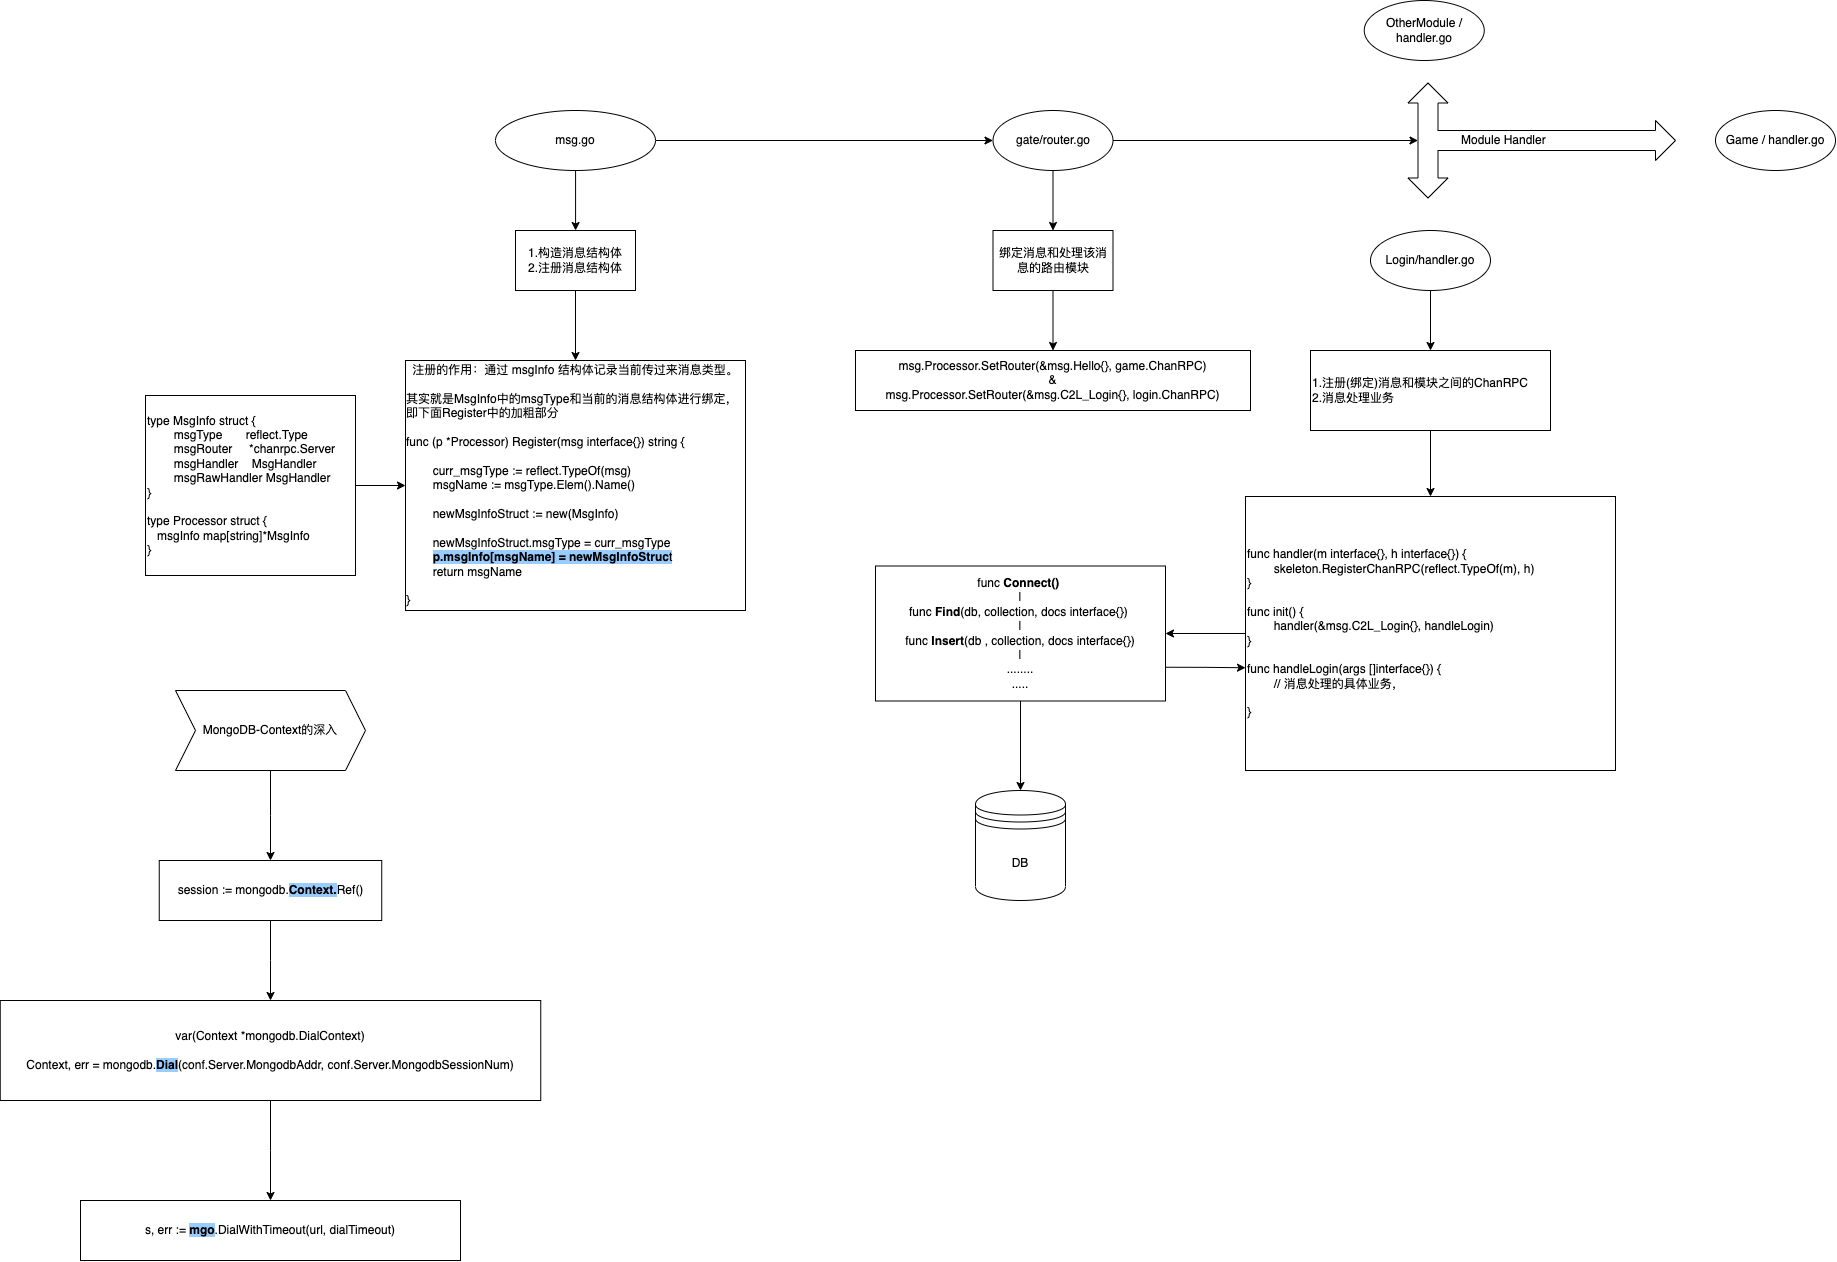 OtherModule /
handler.go
msg.go
gate/router.go
Module Handler
Game / handler.go
1.构造消息结构体
2.注册消息结构体
绑定消息和处理该消
息的路由模块
Login/handler.go
msg.Processor.SetRouter(&msg.Hello{}, game.ChanRPC)
&
msg.Processor.SetRouter(&msg.C2L_Login{}, login.ChanRPC)
1.注册(绑定)消息和模块之间的ChanRPC
2.消息处理业务
type MsgInfo struct {
msgType reflect.Type
msgRouter *chanrpc.Server
msgHandler MsgHandler
msgRawHandler MsgHandler
}
type Processor struct {
msgInfo map[string]*MsgInfo
}
注册的作用：通过 msgInfo 结构体记录当前传过来消息类型。
其实就是MsgInfo中的msgType和当前的消息结构体进行绑定，
即下面Register中的加粗部分
func (p *Processor) Register(msg interface{}) string {
curr_msgType := reflect.TypeOf(msg)
msgName := msgType.Elem().Name()
newMsgInfoStruct := new(MsgInfo)
newMsgInfoStruct.msgType = curr_msgType
p.msgInfo[msgName] = newMsgInfoStruct
return msgName
}
func Connect()
|
func Find(db, collection, docs interface{})
|
func Insert(db , collection, docs interface{})
|
........
.....
func handler(m interface{}, h interface{}) {
skeleton.RegisterChanRPC(reflect.TypeOf(m), h)
}
func init() {
handler(&msg.C2L_Login{}, handleLogin)
}
func handleLogin(args []interface{}) {
// 消息处理的具体业务，
}
DB
MongoDB-Context的深入
session := mongodb.Context.Ref()
var(Context *mongodb.DialContext)
Context, err = mongodb.Dial(conf.Server.MongodbAddr, conf.Server.MongodbSessionNum)
s, err := mgo.DialWithTimeout(url, dialTimeout)